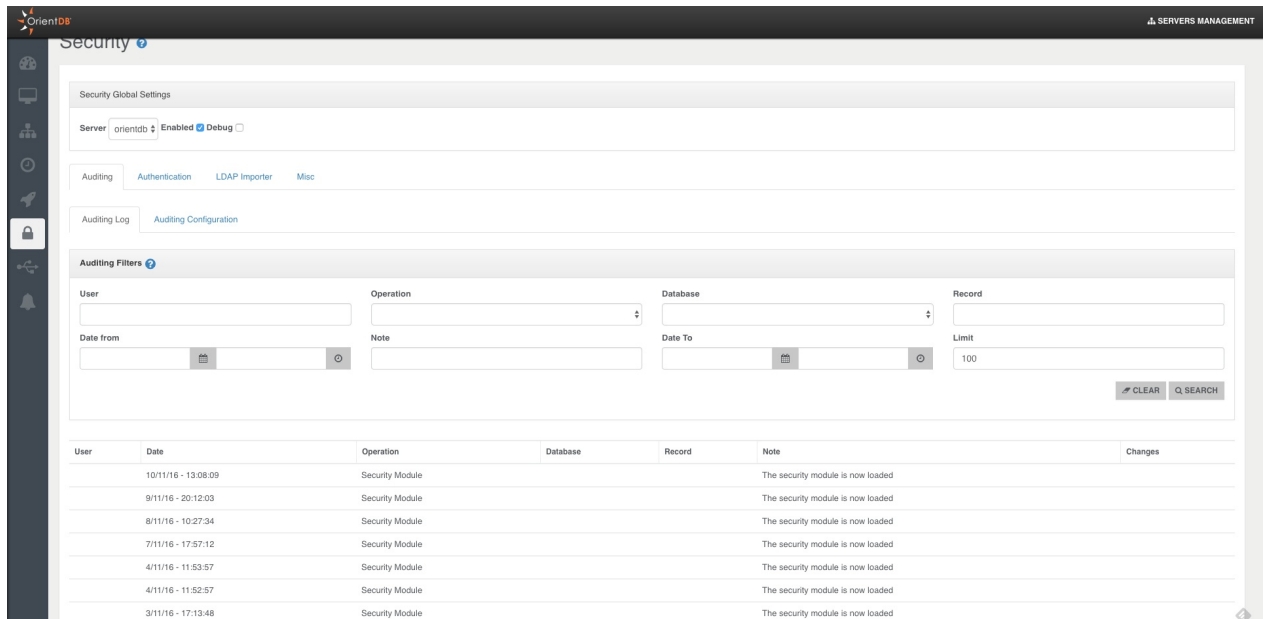 OrientDB SERVERS MANAGEMENT
Security ?
Security Global Settings
Server orientdb Enabled Debug
Auditing Authentication LDAP Importer Misc
Auditing Log Auditing Configuration
Auditing Filters ?
User Operation Database Record
Date from Note Date To Limit
100
CLEAR SEARCH
User Date Operation Database Record Note Changes
10/11/16 - 13:08:09 Security Module The security module is now loaded
9/11/16 - 20:12:03 Security Module The security module is now loaded
8/11/16 - 10:27:34 Security Module The security module is now loaded
7/11/16 - 17:57:12 Security Module The security module is now loaded
4/11/16 - 11:53:57 Security Module The security module is now loaded
4/11/16 - 11:52:57 Security Module The security module is now loaded
3/11/16 - 17:13:48 Security Module The security module is now loaded